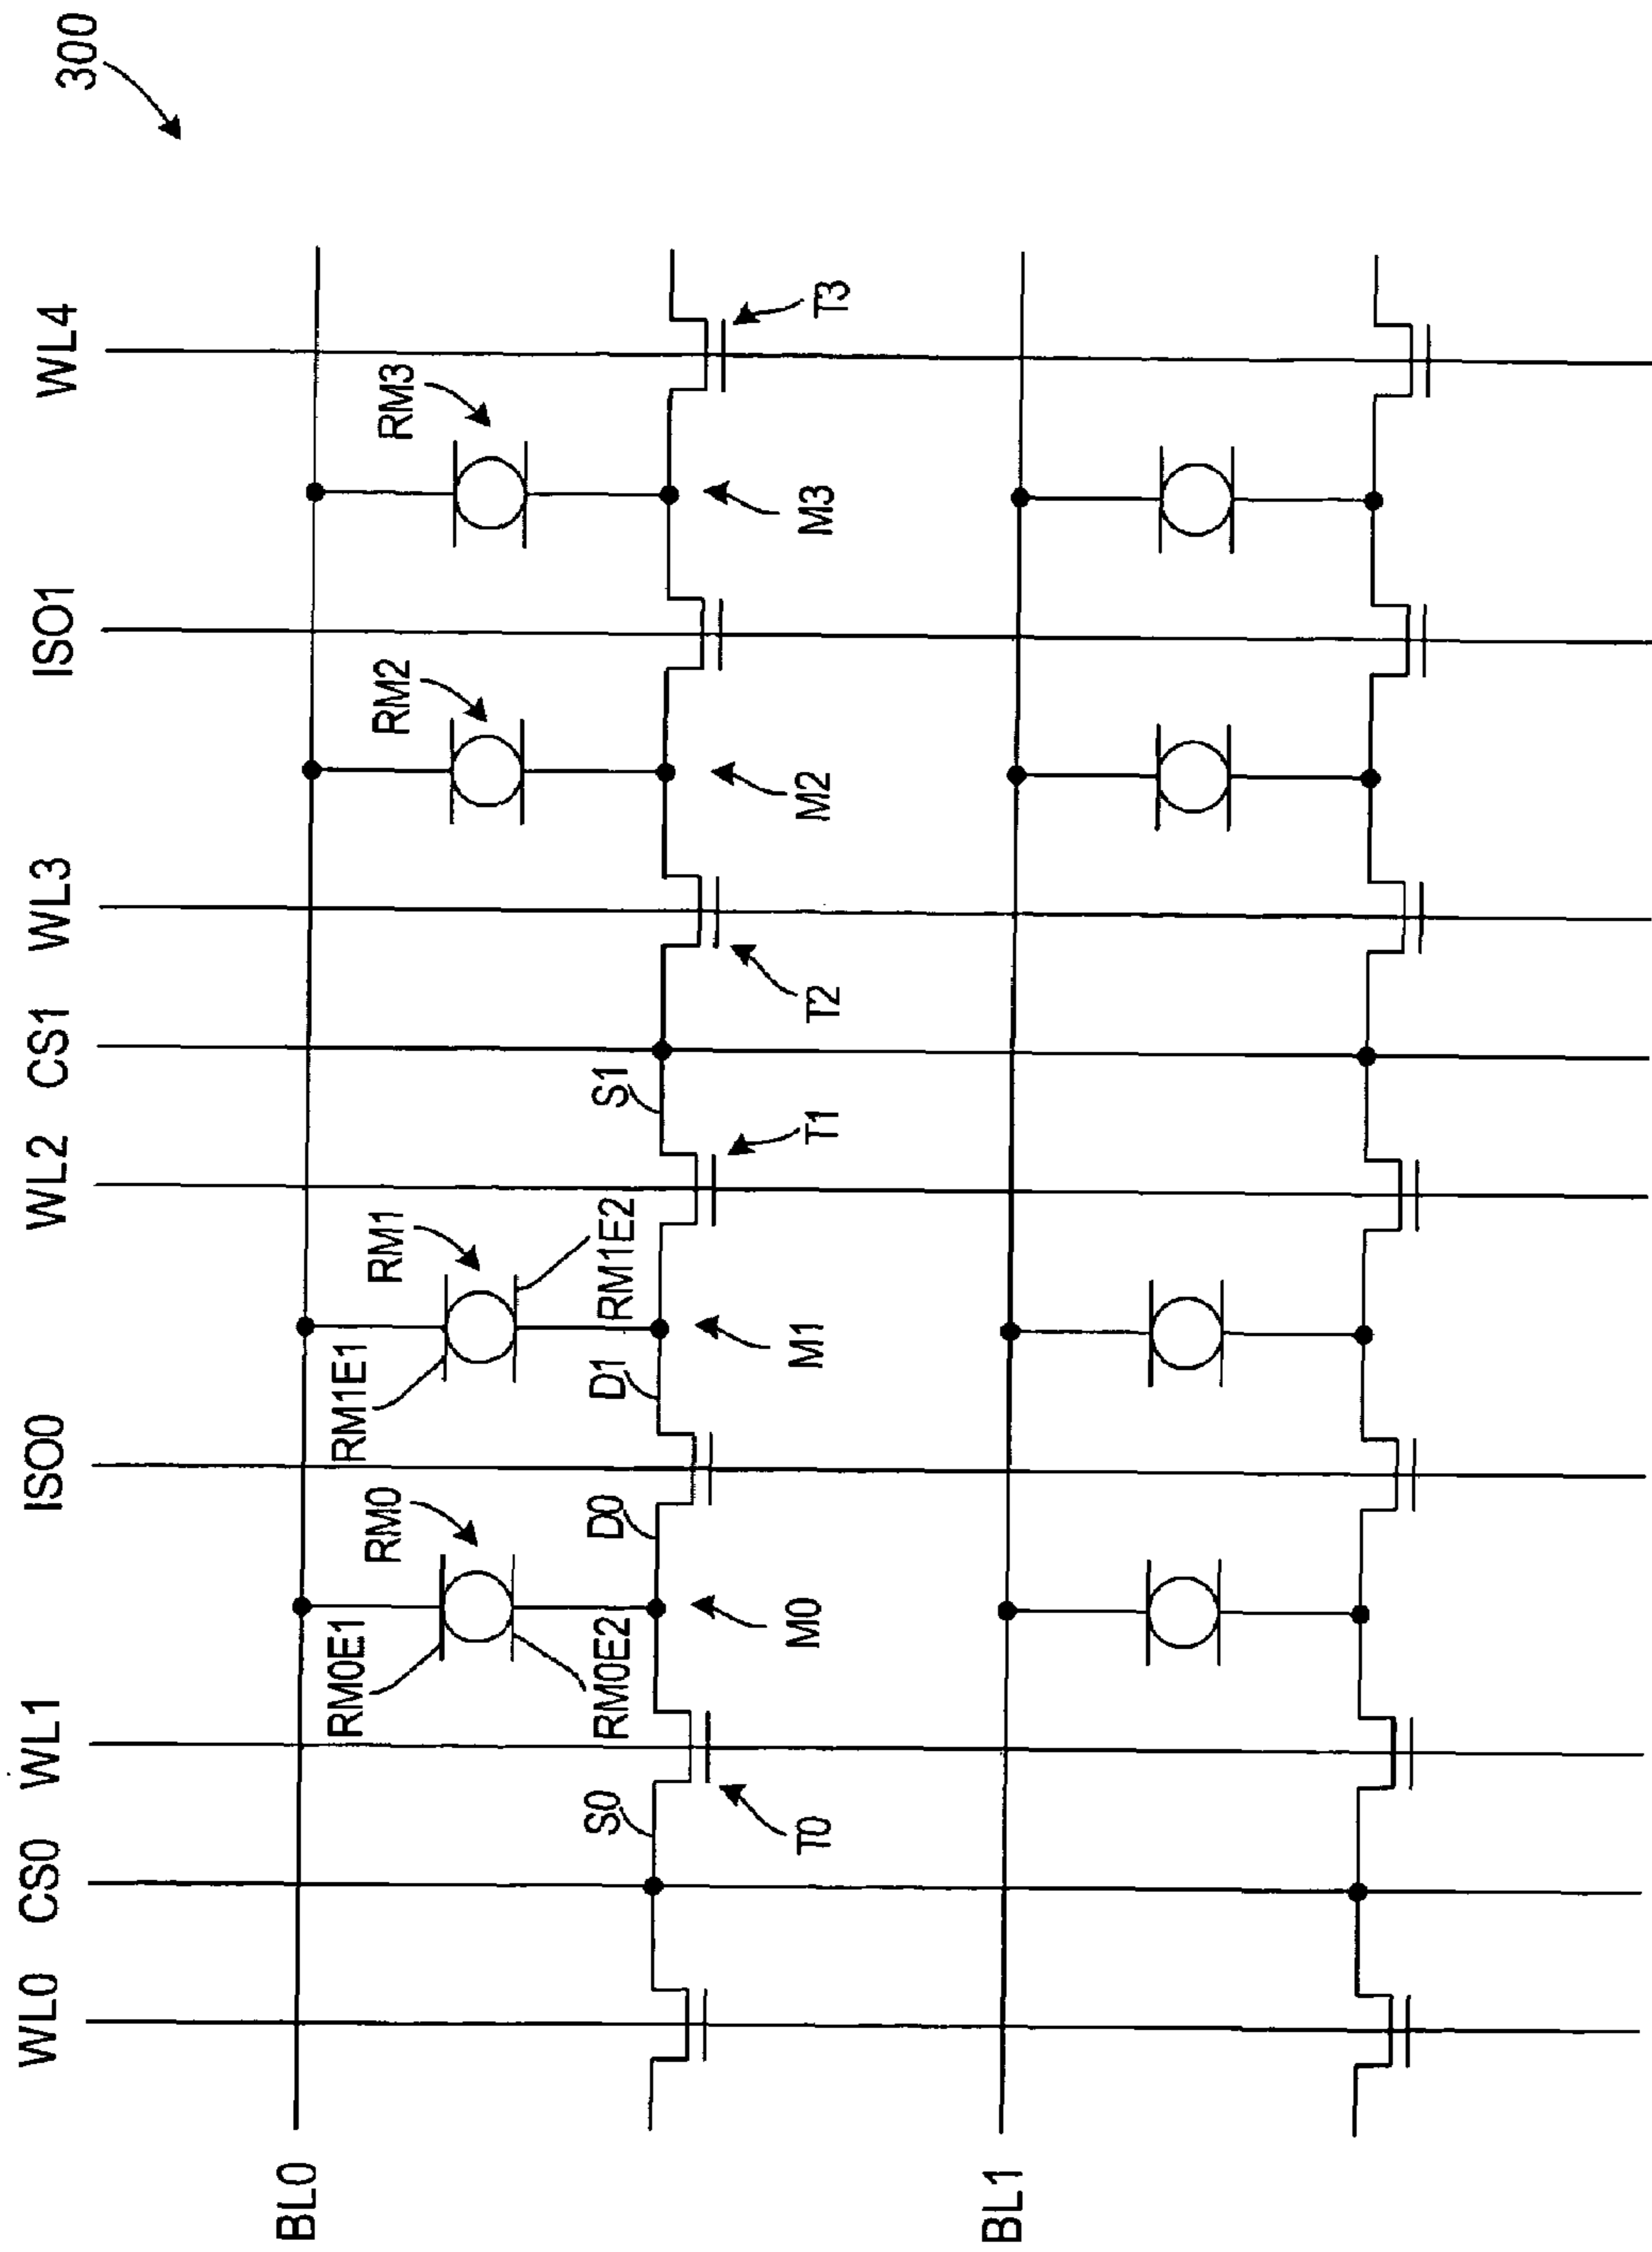 300
WL0 CS0 WL1 ISO0 WL2 CS1 WL3 ISO1 WL4
BL0
RM0E1 RM0 RM1E1 RM1 RM2 RM3
S0 RM0E2 D0 D1 RM1E2 S1
T0 M0 M1 T1 T2 M2 M3 T3
BL1